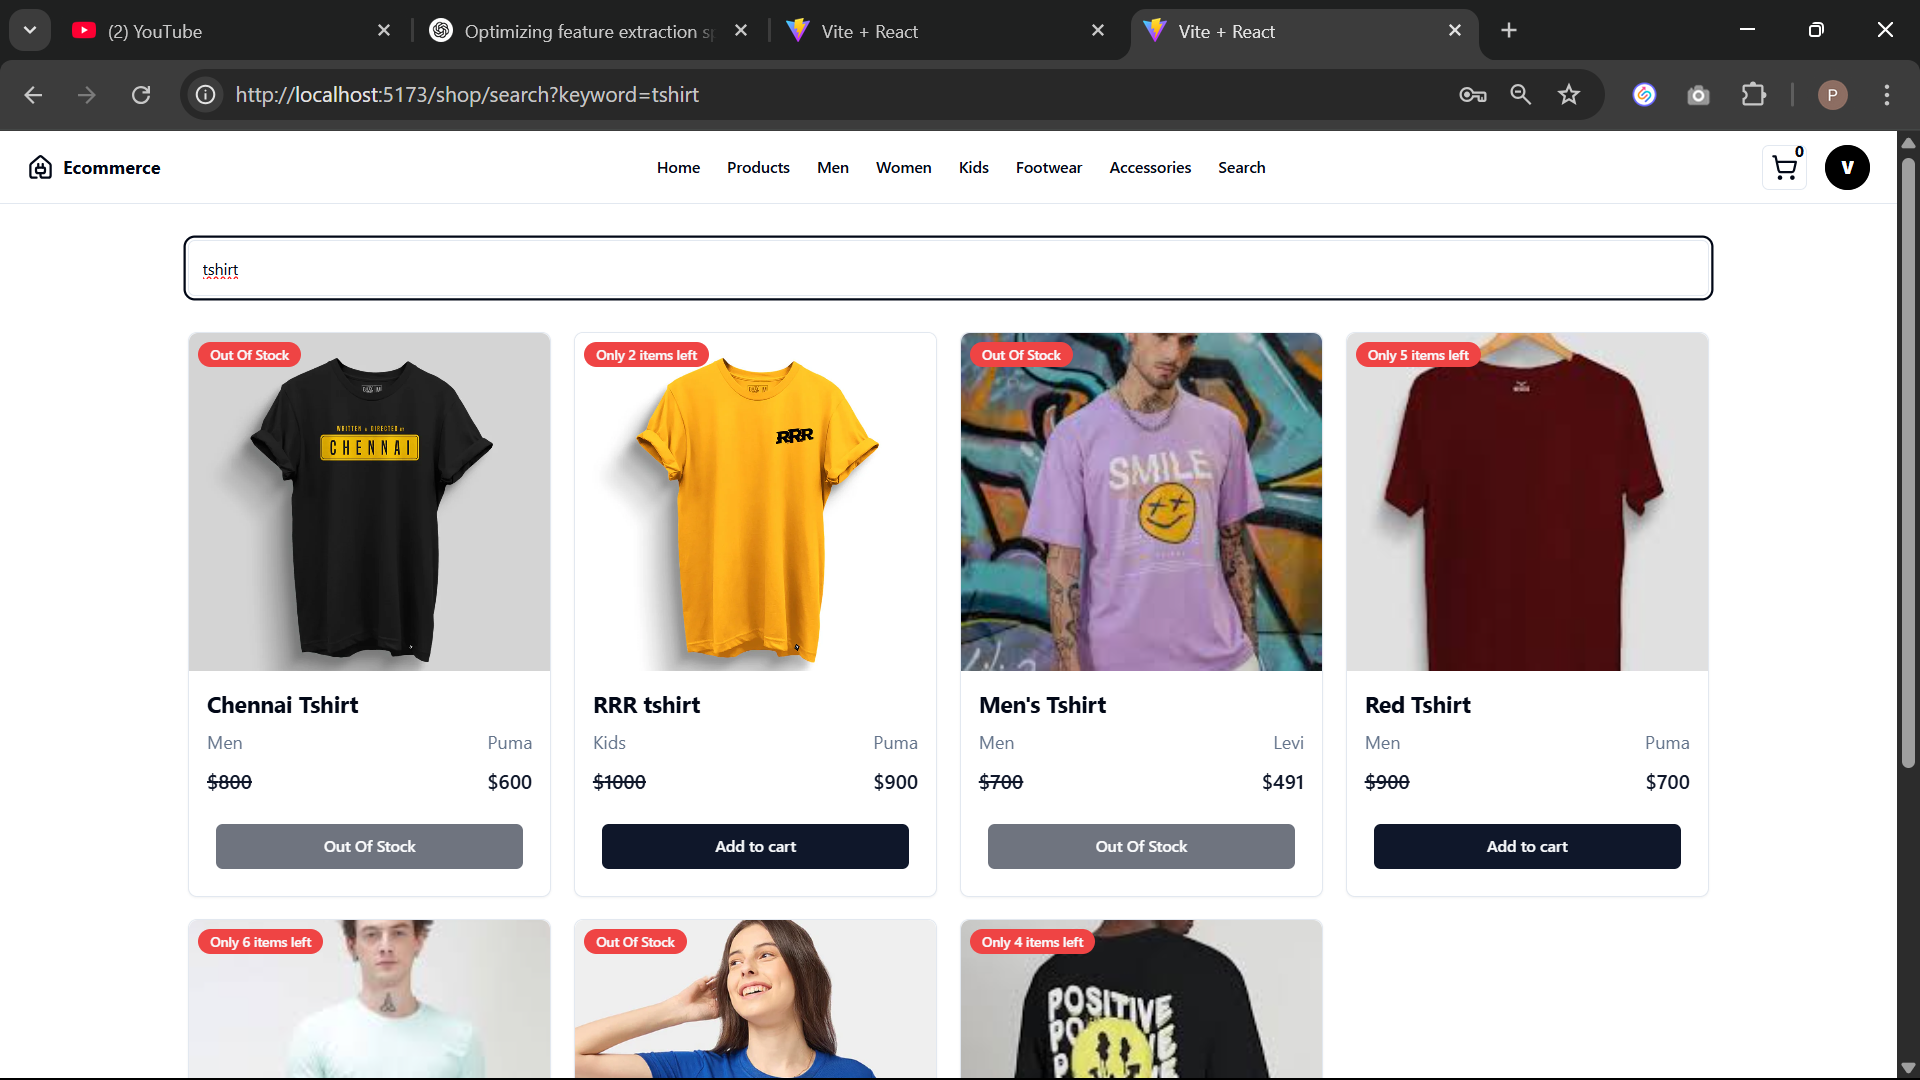 (2) YouTube
Optimizing feature extraction sp
Vite + React
Vite + React
http://localhost:5173/shop/search?keyword=tshirt
P
Ecommerce
Home Products Men Women Kids Footwear Accessories Search
0
V
tshirt
Out Of Stock
Only 2 items left
Out Of Stock
Only 5 items left
WRITTEN & DIRECTED BY
CHENNAI
RRR
SMILE
Chennai Tshirt
Men Puma
$800 $600
Out Of Stock
RRR tshirt
Kids Puma
$1000 $900
Add to cart
Men's Tshirt
Men Levi
$700 $491
Out Of Stock
Red Tshirt
Men Puma
$900 $700
Add to cart
Only 6 items left
Out Of Stock
Only 4 items left
POSITIVE